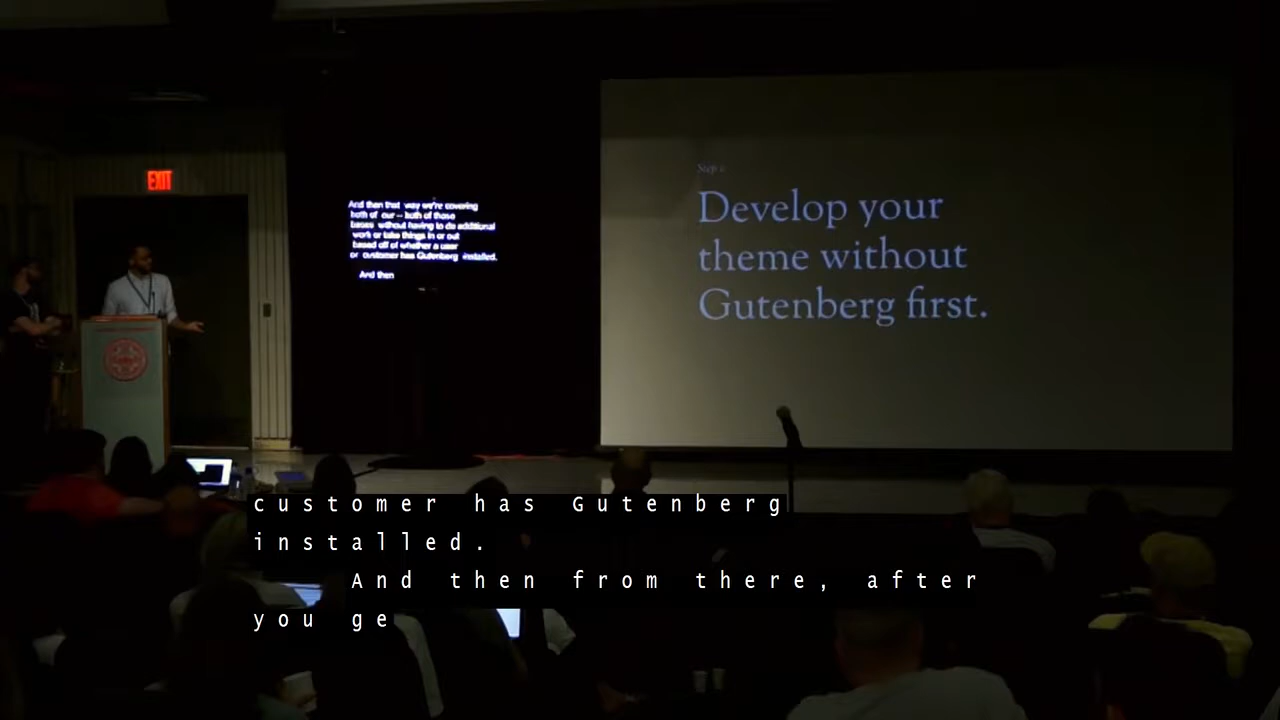 EXIT
And then that way we're covering
both of our -- both of those
bases without having to do additional
work or take things in or out
based off of whether a user
or customer has Gutenberg installed.
And then
Step
Develop your
theme without
Gutenberg first.
customer has Gutenberg
installed.
And then from there, after
you ge